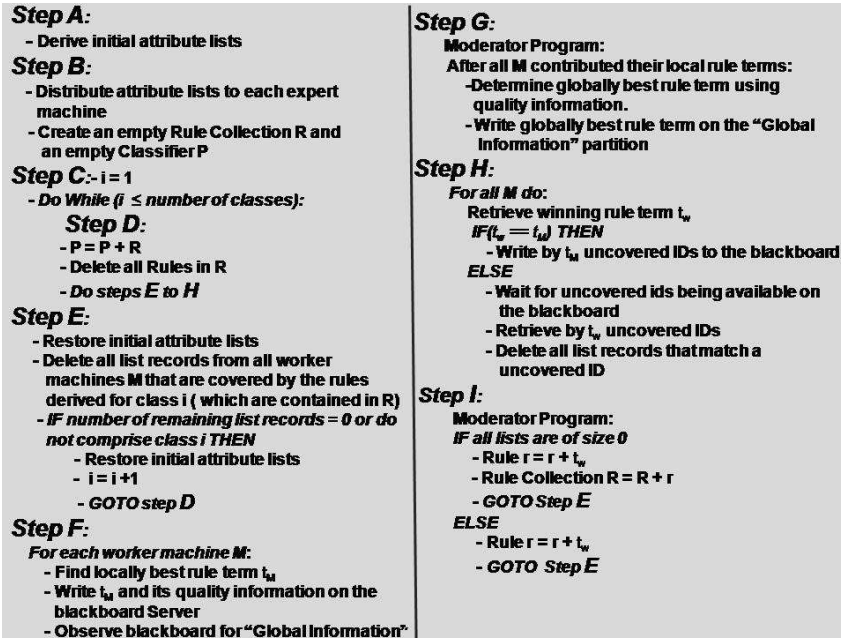 Step A:
- Derive initial attribute lists
Step B:
- Distribute attribute lists to each expert
machine
- Create an empty Rule Collection R and
an empty Classifier P
Step C:- i = 1
- Do While (i ≤ number of classes):
Step D:
- P = P + R
- Delete all Rules in R
- Do steps E to H
Step E:
- Restore initial attribute lists
- Delete all list records from all worker
machines M that are covered by the rules
derived for class i ( which are contained in R)
- IF number of remaining list records = 0 or do
not comprise class i THEN
- Restore initial attribute lists
- i = i +1
- GOTO step D
Step F:
For each worker machine M:
- Find locally best rule term tM
- Write tM and its quality information on the
blackboard Server
- Observe blackboard for “Global Information”
Step G:
Moderator Program:
After all M contributed their local rule terms:
-Determine globally best rule term using
quality information.
- Write globally best rule term on the “Global
Information” partition
Step H:
For all M do:
Retrieve winning rule term tw
IF(tw == tM) THEN
- Write by tM uncovered IDs to the blackboard
ELSE
- Wait for uncovered ids being available on
the blackboard
- Retrieve by tw uncovered IDs
- Delete all list records that match a
uncovered ID
Step I:
Moderator Program:
IF all lists are of size 0
- Rule r = r + tw
- Rule Collection R = R + r
- GOTO Step E
ELSE
- Rule r = r + tw
- GOTO Step E